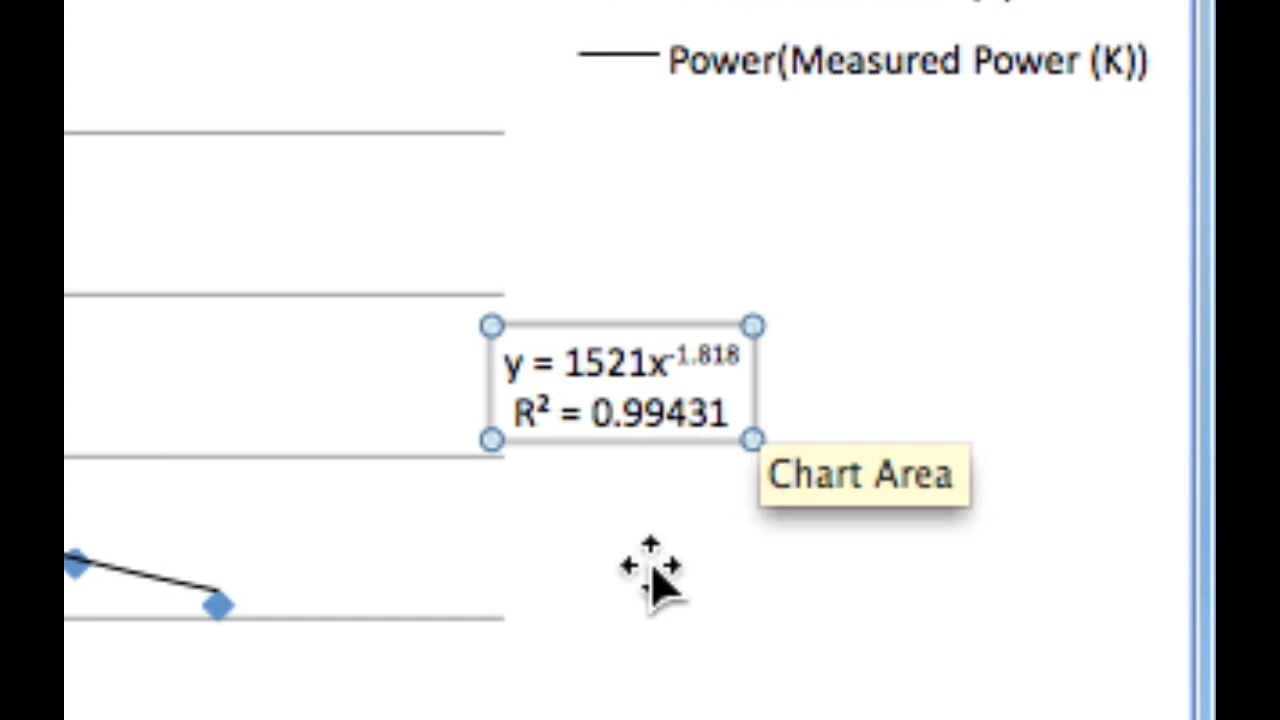 Power(Measured Power (K))
y = 1521x^-1.818
R² = 0.99431
Chart Area